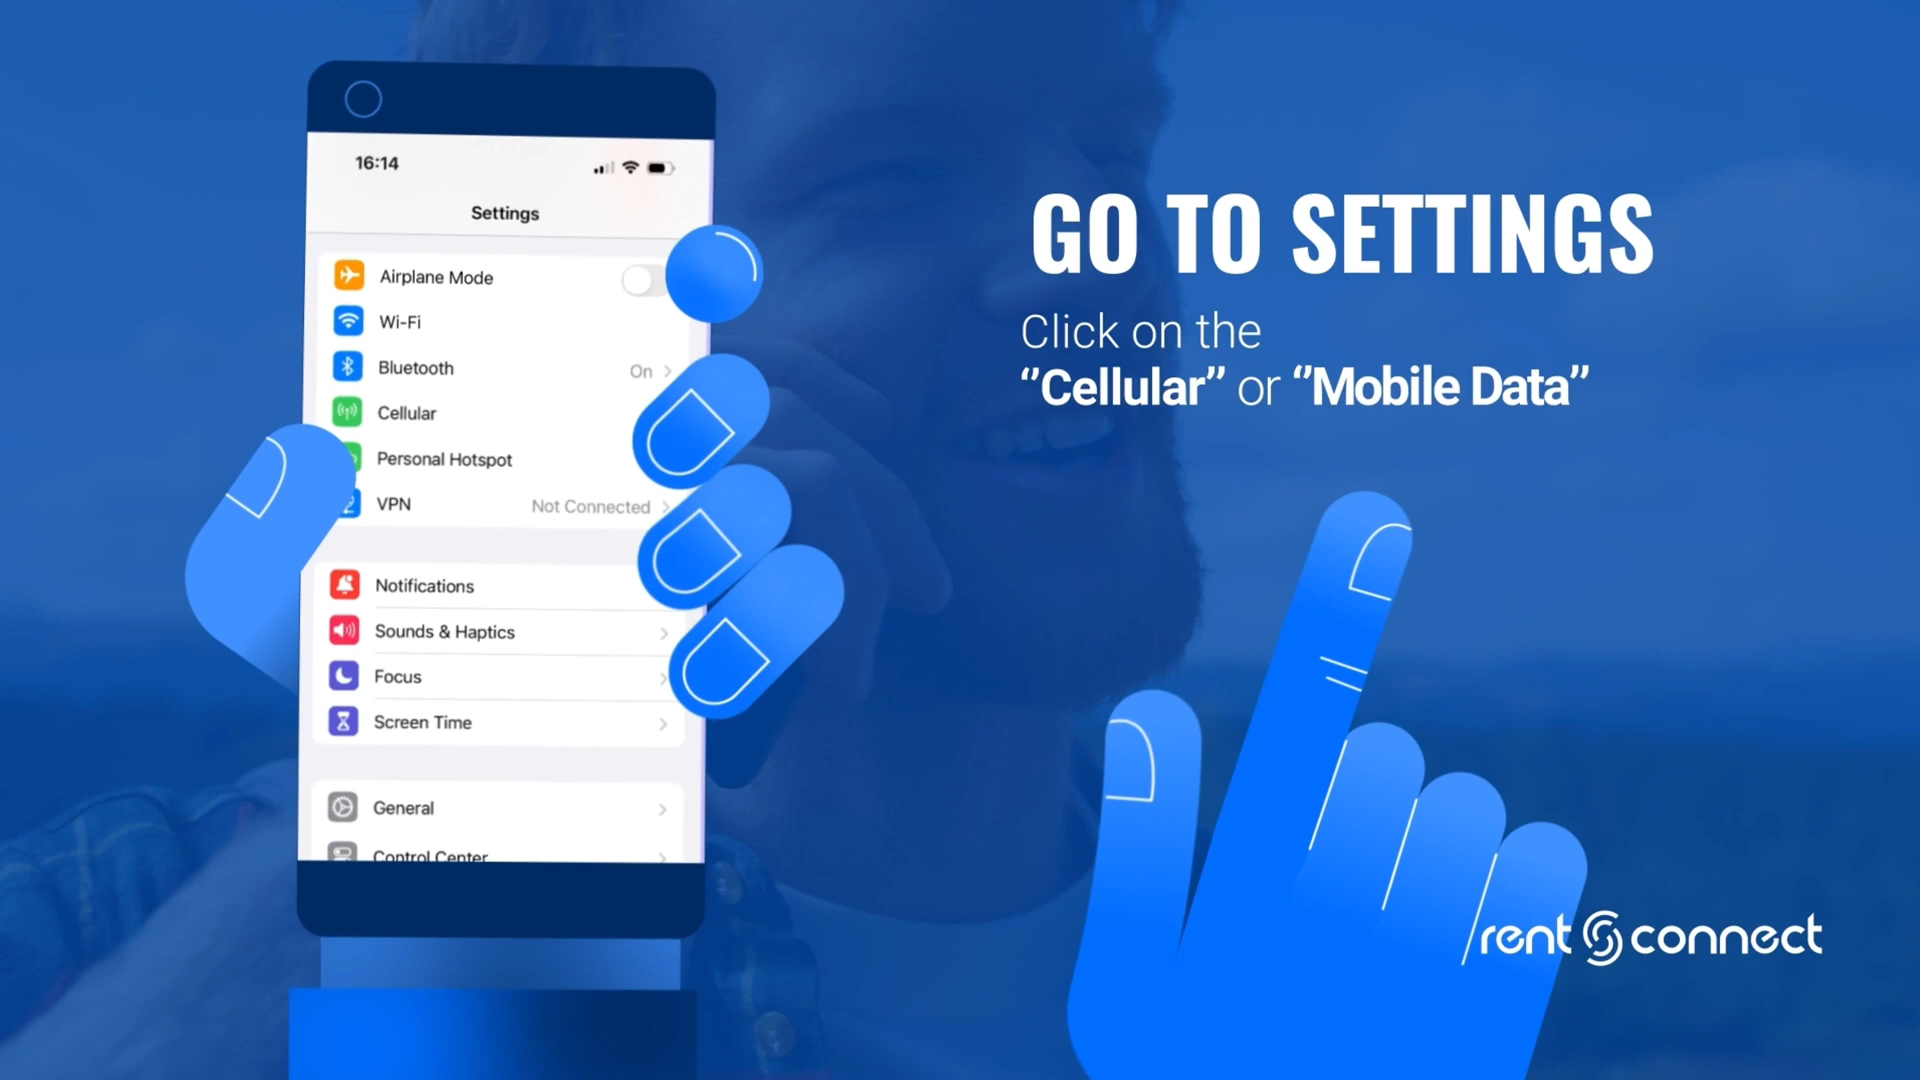 16:14
Settings
Airplane Mode
Wi-Fi
Bluetooth On
Cellular
Personal Hotspot
VPN Not Connected
Notifications
Sounds & Haptics
Focus
Screen Time
General
Control Center
GO TO SETTINGS
Click on the
‘’Cellular’’ or ‘’Mobile Data’’
rent connect